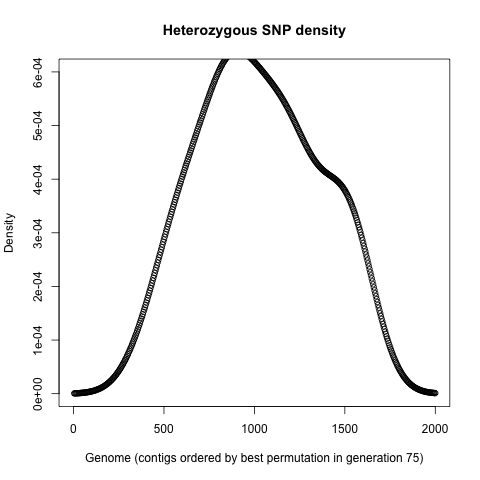 Heterozygous SNP density
Density
6e-04
5e-04
4e-04
3e-04
2e-04
1e-04
0e+00
0 500 1000 1500 2000
Genome (contigs ordered by best permutation in generation 75)